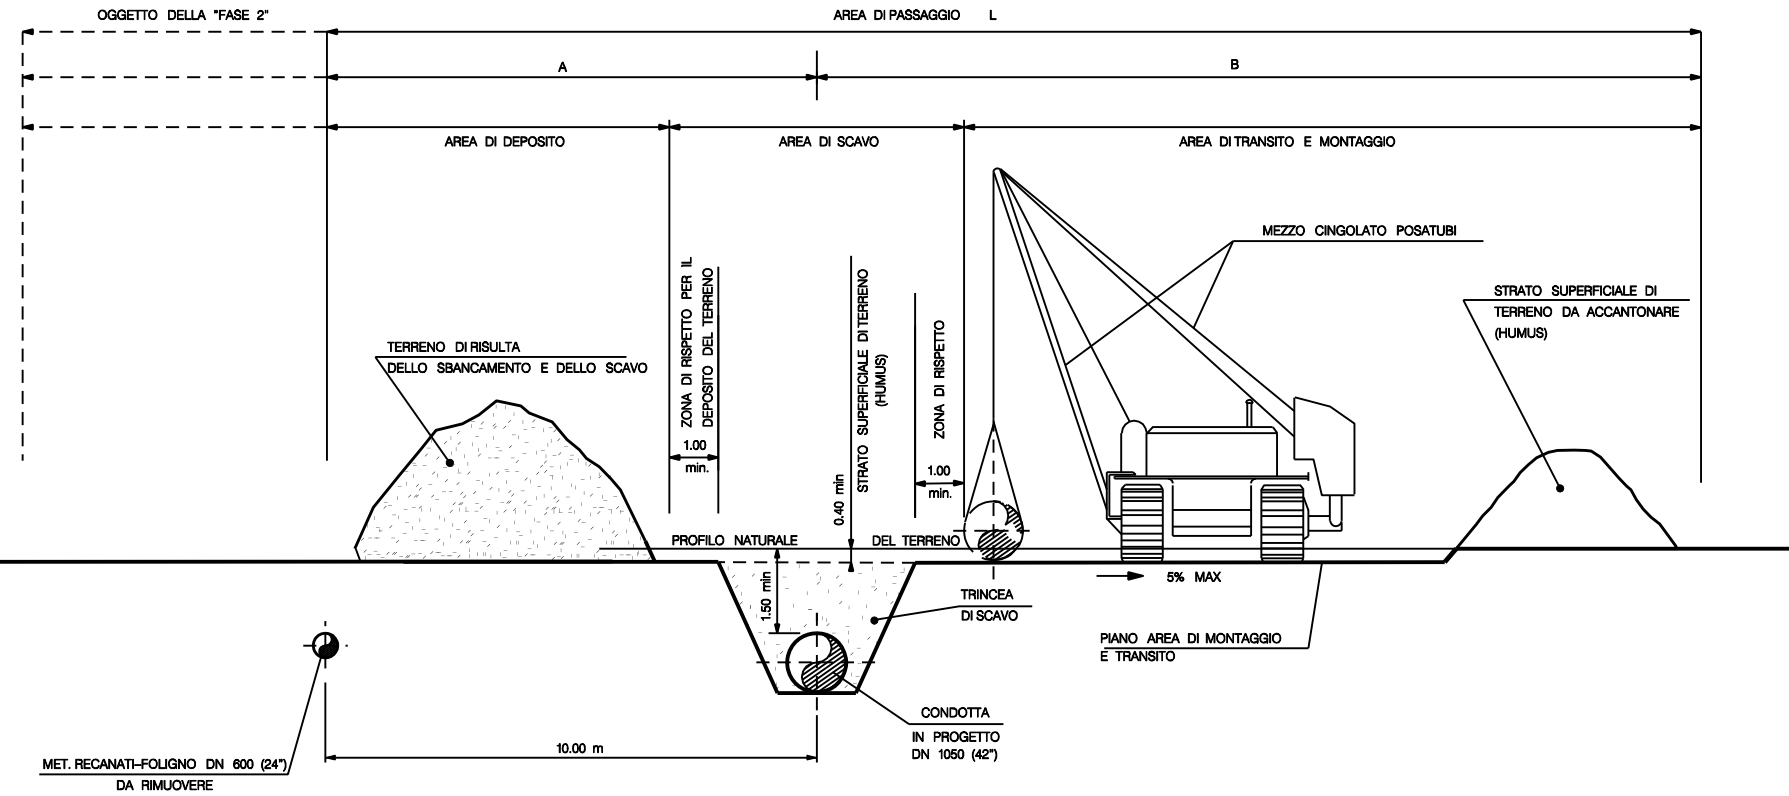 OGGETTO DELLA "FASE 2"
AREA DI PASSAGGIO L
A
B
AREA DI DEPOSITO
AREA DI SCAVO
AREA DI TRANSITO E MONTAGGIO
MEZZO CINGOLATO POSATUBI
STRATO SUPERFICIALE DI
TERRENO DA ACCANTONARE
(HUMUS)
TERRENO DI RISULTA
DELLO SBANCAMENTO E DELLO SCAVO
ZONA DI RISPETTO PER IL
DEPOSITO DEL TERRENO
1.00
min.
STRATO SUPERFICIALE DI TERRENO
(HUMUS)
0.40 min
ZONA DI RISPETTO
1.00
min.
PROFILO NATURALE
DEL TERRENO
1.50 min
5% MAX
TRINCEA
DI SCAVO
PIANO AREA DI MONTAGGIO
E TRANSITO
CONDOTTA
IN PROGETTO
DN 1050 (42")
10.00 m
MET. RECANATI-FOLIGNO DN 600 (24")
DA RIMUOVERE